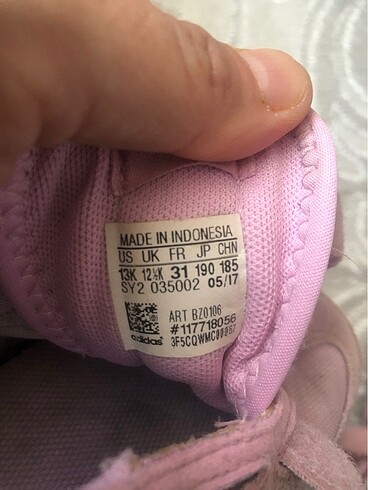 MADE IN INDONESIA
US UK FR JP CHN
13K 12½K 31 190 185
SY2 035002 05/17
ART BZ0106
#117718056
adidas